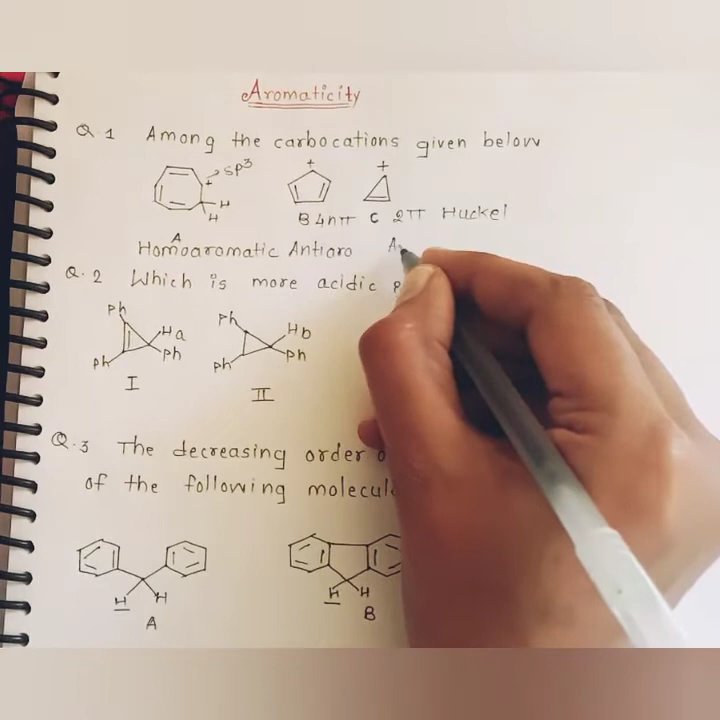 Aromaticity
Q.1 Among the carbocations given below
+ sp3 + +
H
H
A B 4nπ C 2π Huckel
Homoaromatic Antiaro
Q.2 Which is more acidic
Ph Ph
Ha Hb
Ph Ph Ph Ph
I II
Q.3 The decreasing order
of the following
H H H H
A B